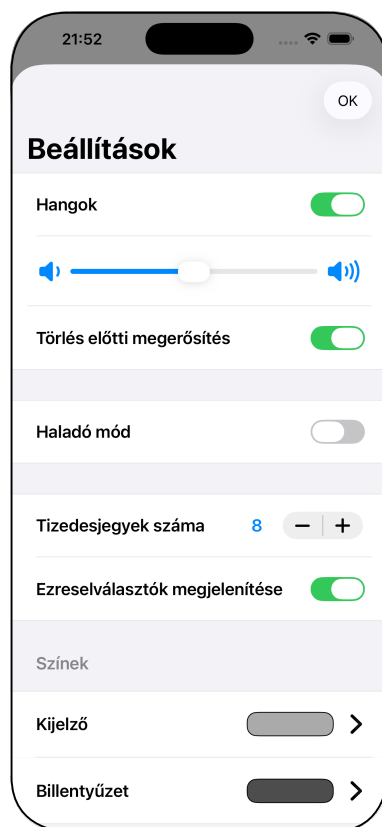 21:52
OK
Beállítások
Hangok
Törlés előtti megerősítés
Haladó mód
Tizedesjegyek száma 8 − +
Ezreselválasztók megjelenítése
Színek
Kijelző
Billentyűzet